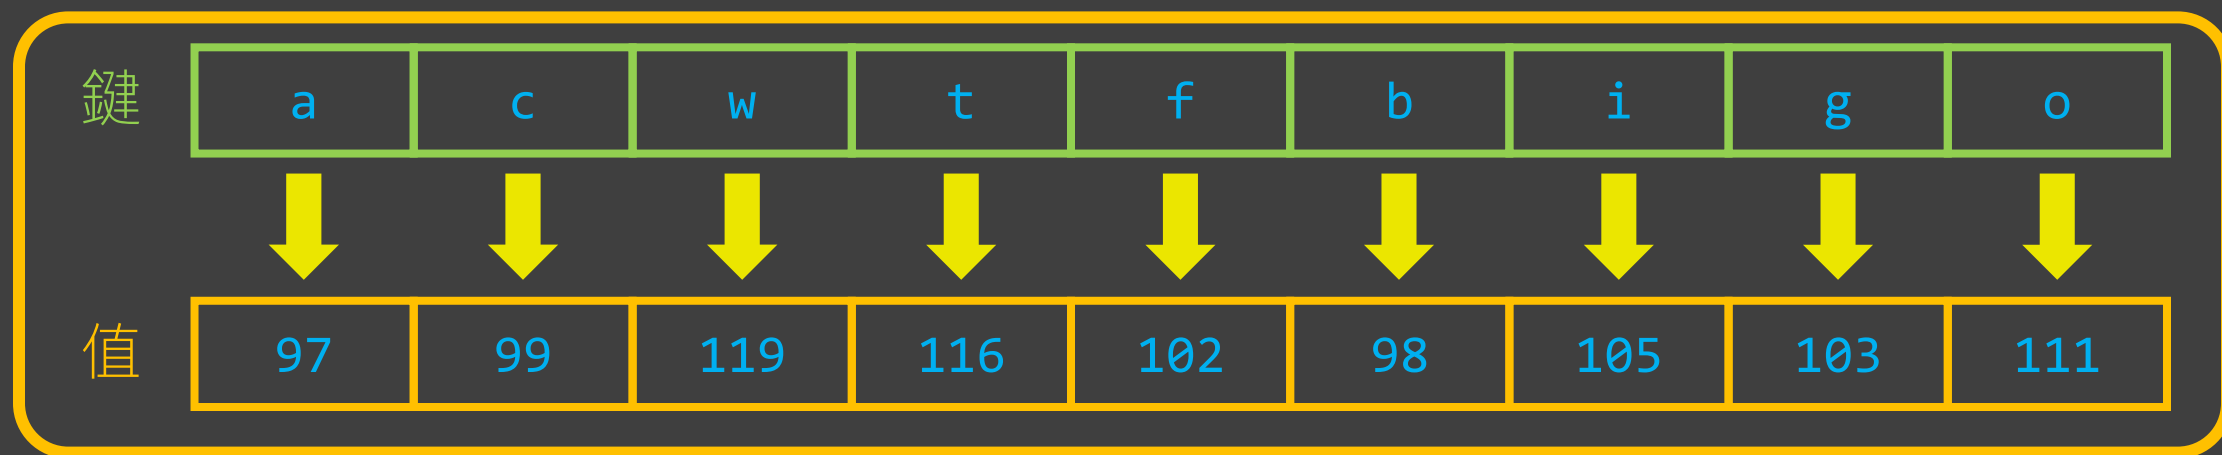 鍵 a c w t f b i g o
值 97 99 119 116 102 98 105 103 111